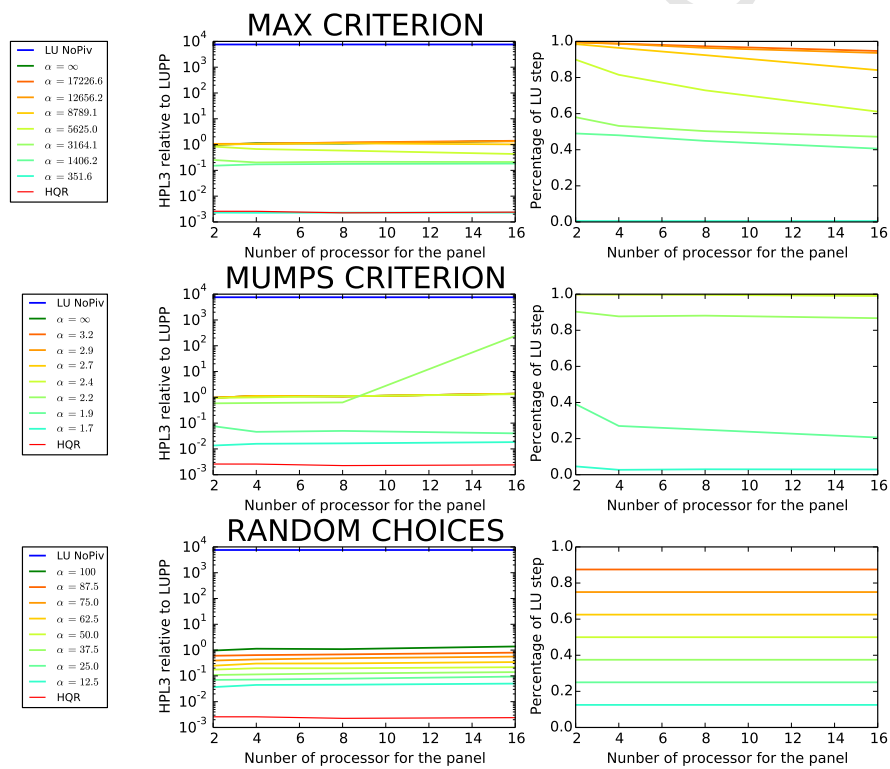 MAX CRITERION
LU NoPiv
α = ∞
α = 17226.6
α = 12656.2
α = 8789.1
α = 5625.0
α = 3164.1
α = 1406.2
α = 351.6
HQR
HPL3 relative to LUPP
10^4
10^3
10^2
10^1
10^0
10^-1
10^-2
10^-3
2 4 6 8 10 12 14 16
Nunber of processor for the panel
Percentage of LU step
1.0
0.8
0.6
0.4
0.2
0.0
2 4 6 8 10 12 14 16
Nunber of processor for the panel
MUMPS CRITERION
LU NoPiv
α = ∞
α = 3.2
α = 2.9
α = 2.7
α = 2.4
α = 2.2
α = 1.9
α = 1.7
HQR
HPL3 relative to LUPP
10^4
10^3
10^2
10^1
10^0
10^-1
10^-2
10^-3
2 4 6 8 10 12 14 16
Nunber of processor for the panel
Percentage of LU step
1.0
0.8
0.6
0.4
0.2
0.0
2 4 6 8 10 12 14 16
Nunber of processor for the panel
RANDOM CHOICES
LU NoPiv
α = 100
α = 87.5
α = 75.0
α = 62.5
α = 50.0
α = 37.5
α = 25.0
α = 12.5
HQR
HPL3 relative to LUPP
10^4
10^3
10^2
10^1
10^0
10^-1
10^-2
10^-3
2 4 6 8 10 12 14 16
Nunber of processor for the panel
Percentage of LU step
1.0
0.8
0.6
0.4
0.2
0.0
2 4 6 8 10 12 14 16
Nunber of processor for the panel